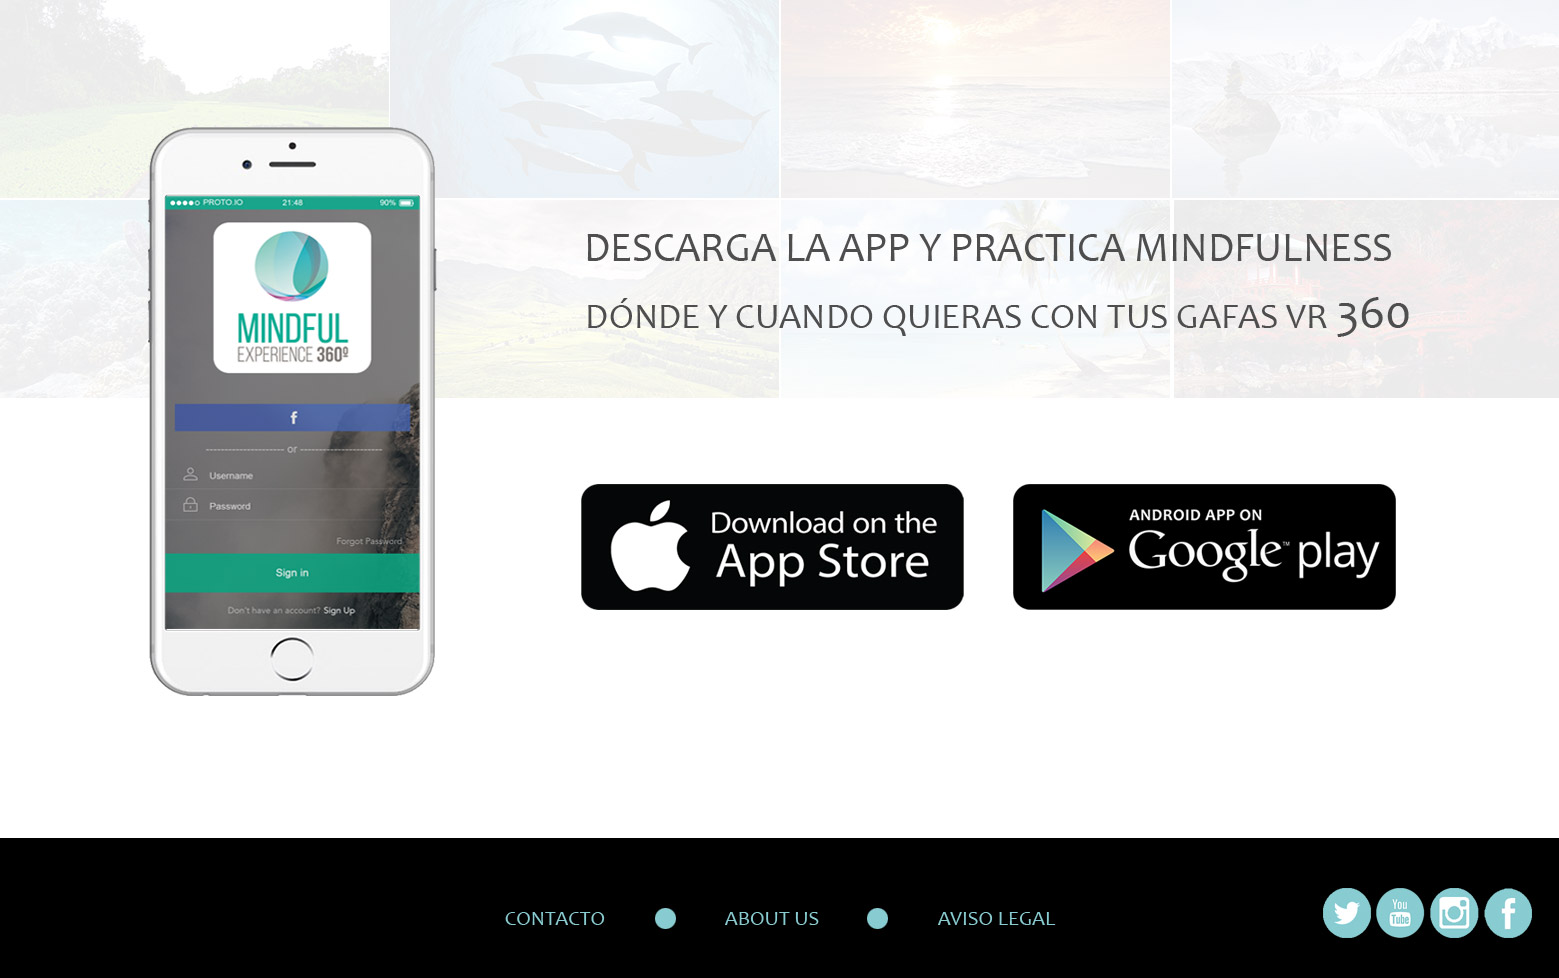 PROTO.IO 21:48 90%
MINDFUL
EXPERIENCE 360º
f
or
Username
Password
Forgot Password
Sign in
Don't have an account? Sign Up
DESCARGA LA APP Y PRACTICA MINDFULNESS
DÓNDE Y CUANDO QUIERAS CON TUS GAFAS VR 360
Download on the
App Store
ANDROID APP ON
Google™ play
CONTACTO
ABOUT US
AVISO LEGAL
You
Tube
f